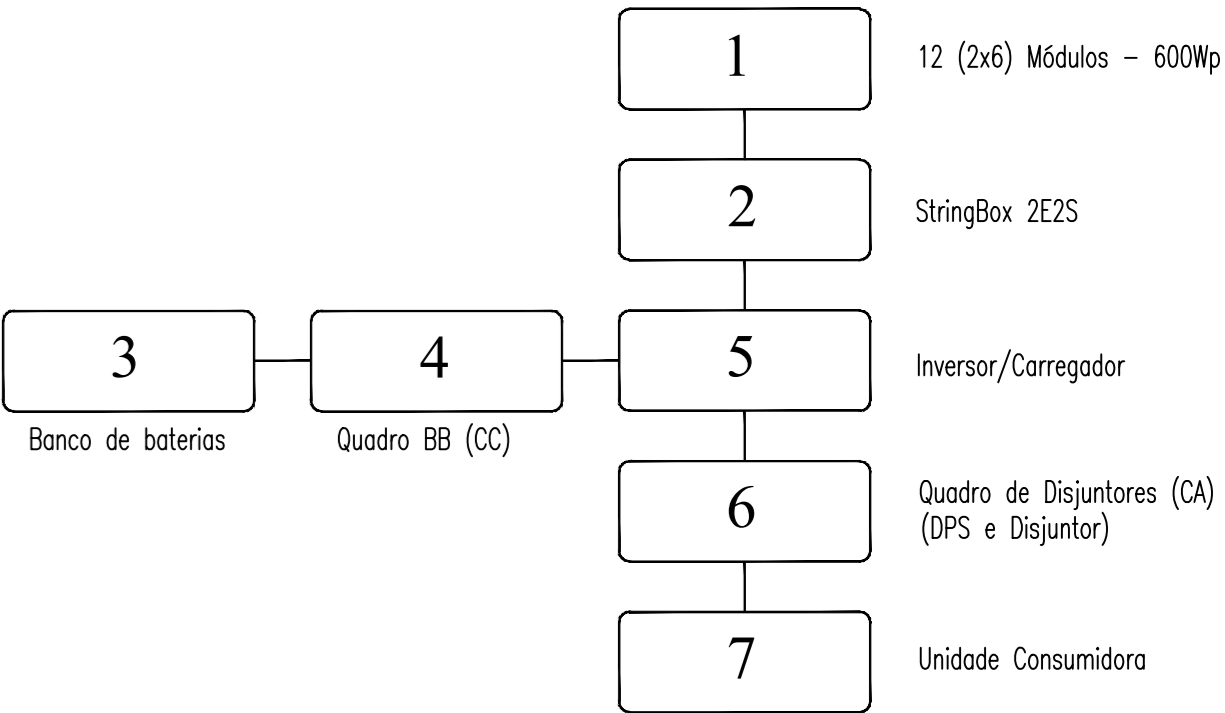 1
12 (2x6) Módulos – 600Wp
2
StringBox 2E2S
3
4
5
Inversor/Carregador
Banco de baterias
Quadro BB (CC)
6
Quadro de Disjuntores (CA)
(DPS e Disjuntor)
7
Unidade Consumidora